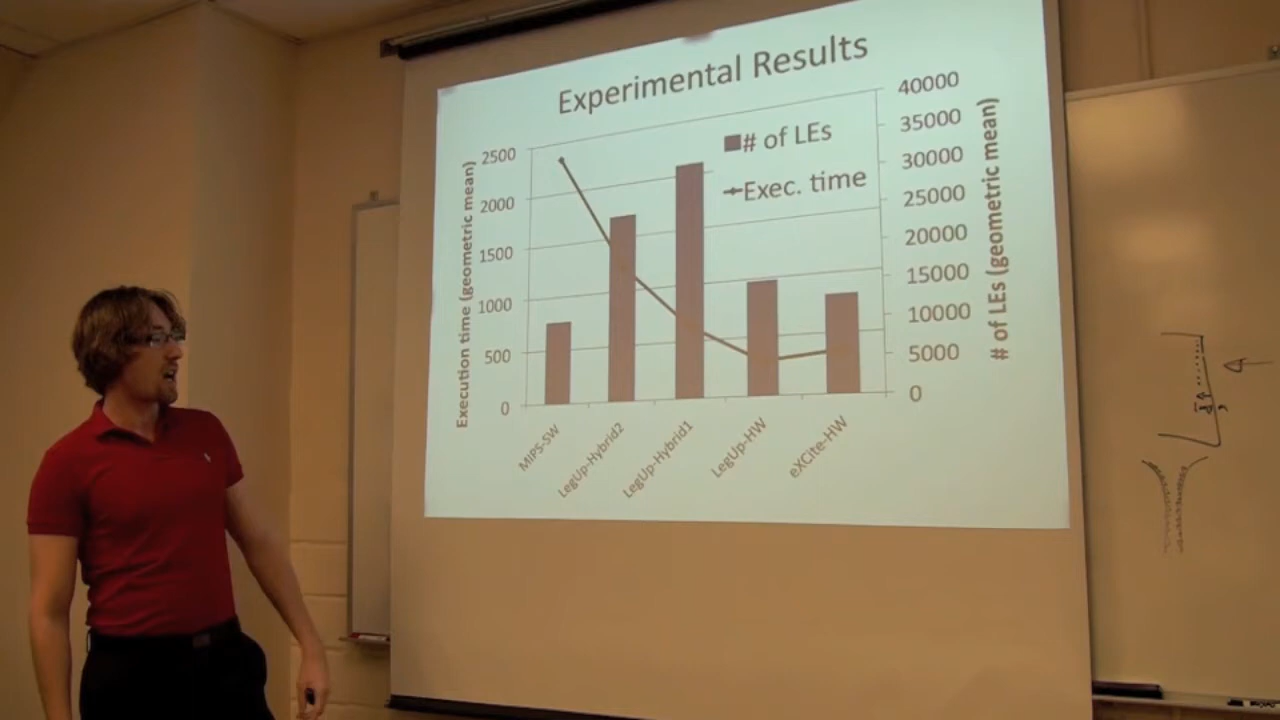 Experimental Results
Execution time (geometric mean)
2500
2000
1500
1000
500
0
# of LEs
Exec. time
40000
35000
30000
25000
20000
15000
10000
5000
0
# of LEs (geometric mean)
MIPS-SW
LegUp-Hybrid2
LegUp-Hybrid1
LegUp-HW
eXCite-HW